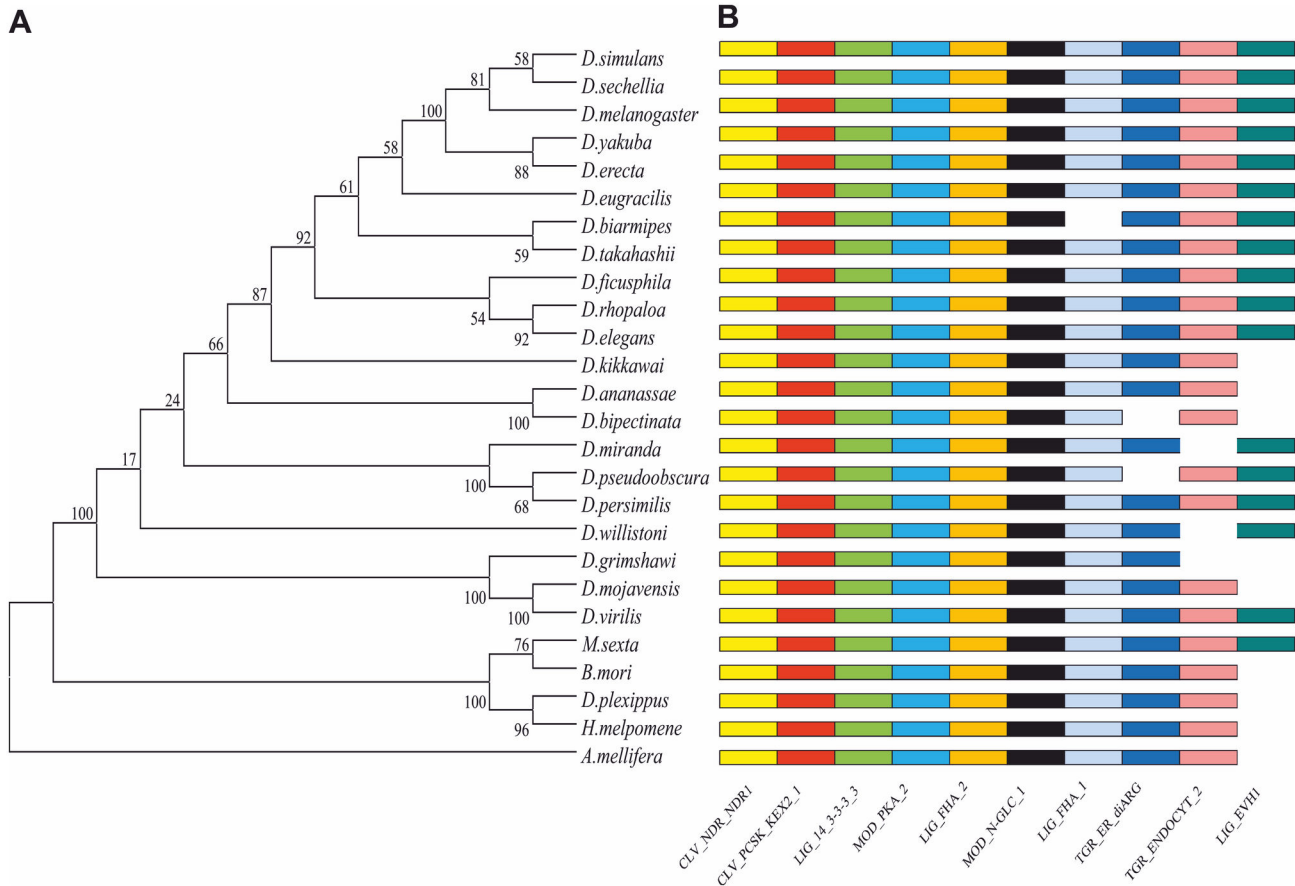 A
B
D.simulans
58
D.sechellia
81
D.melanogaster
100
D.yakuba
58
D.erecta
88
61
D.eugracilis
D.biarmipes
92
D.takahashii
59
D.ficusphila
87
D.rhopaloa
54
D.elegans
92
66
D.kikkawai
D.ananassae
24
D.bipectinata
100
D.miranda
17
D.pseudoobscura
100
D.persimilis
68
100
D.willistoni
D.grimshawi
D.mojavensis
100
D.virilis
100
M.sexta
76
B.mori
D.plexippus
100
H.melpomene
96
A.mellifera
CLV_NDR_NDR1
CLV_PCSK_KEX2_1
LIG_14_3-3-3_3
MOD_PKA_2
LIG_FHA_2
MOD_N-GLC_1
LIG_FHA_1
TGR_ER_diARG
TGR_ENDOCYT_2
LIG_EVH1